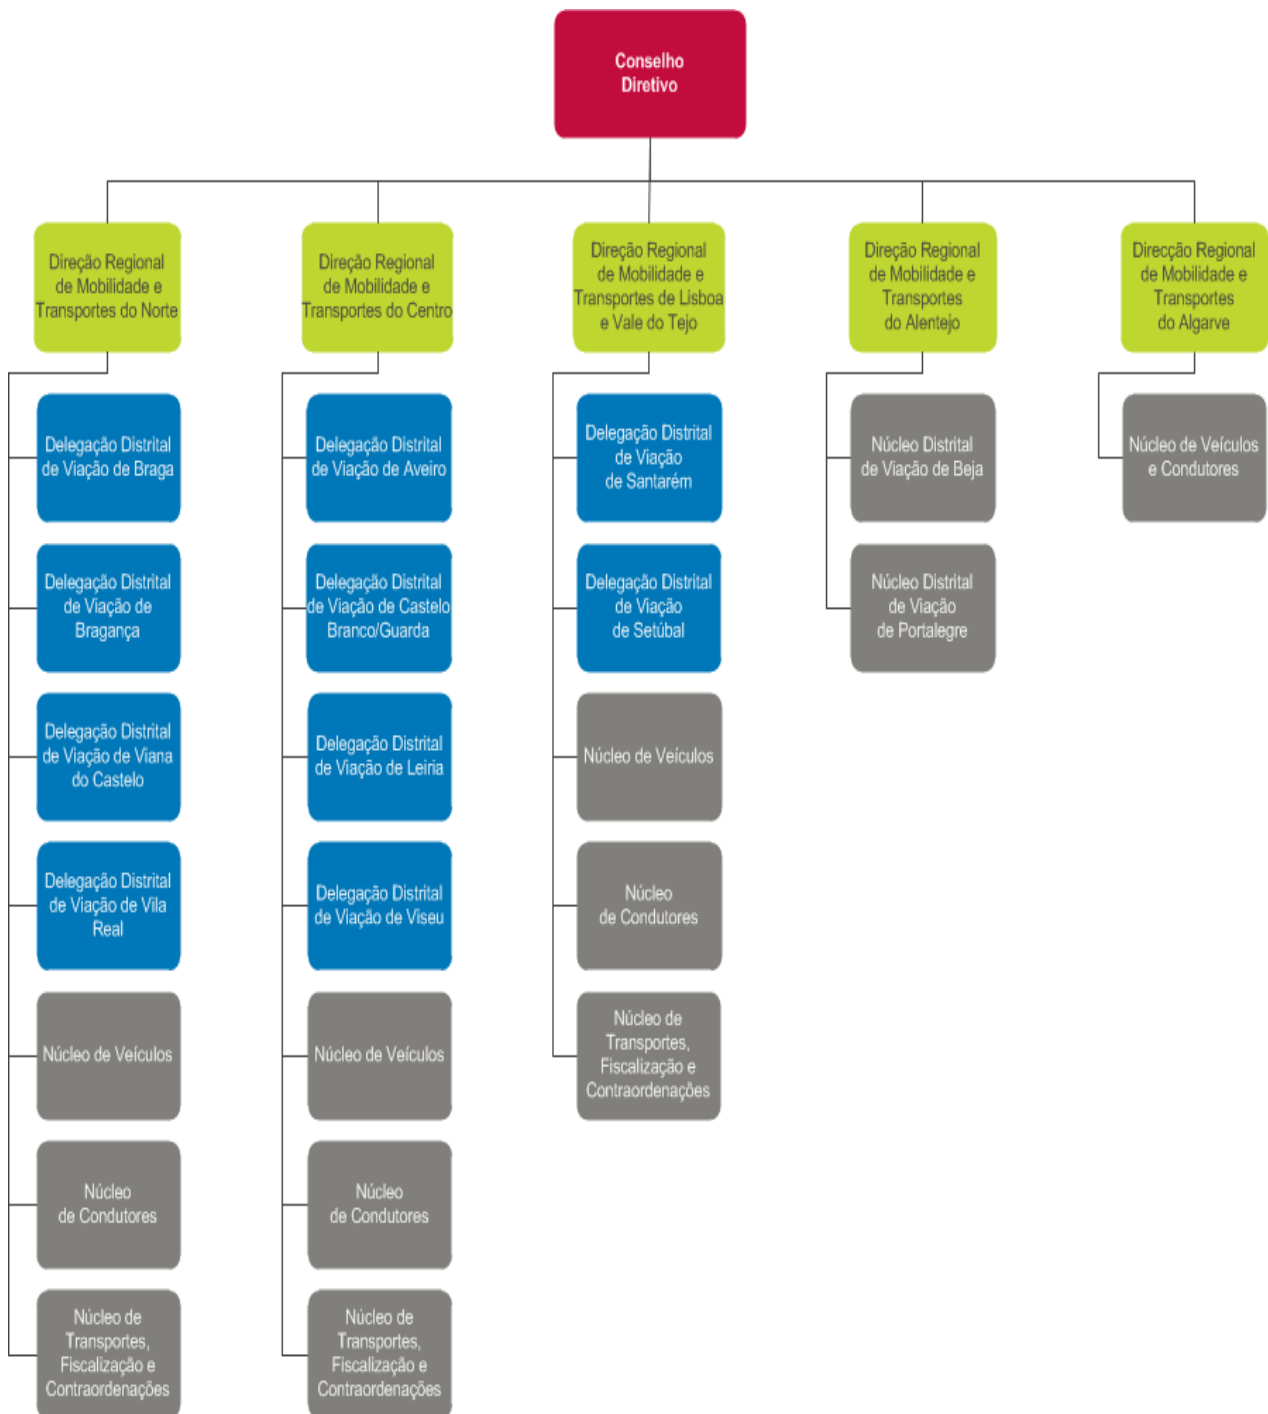 Conselho
Diretivo
Direção Regional
de Mobilidade e
Transportes do Norte
Direção Regional
de Mobilidade e
Transportes do Centro
Direção Regional
de Mobilidade e
Transportes de Lisboa
e Vale do Tejo
Direção Regional
de Mobilidade e
Transportes
do Alentejo
Direcção Regional
de Mobilidade e
Transportes
do Algarve
Delegação Distrital
de Viação de Braga
Delegação Distrital
de Viação de
Bragança
Delegação Distrital
de Viação de Viana
do Castelo
Delegação Distrital
de Viação de Vila
Real
Núcleo de Veículos
Núcleo
de Condutores
Núcleo de
Transportes,
Fiscalização e
Contraordenações
Delegação Distrital
de Viação de Aveiro
Delegação Distrital
de Viação de Castelo
Branco/Guarda
Delegação Distrital
de Viação de Leiria
Delegação Distrital
de Viação de Viseu
Núcleo de Veículos
Núcleo
de Condutores
Núcleo de
Transportes,
Fiscalização e
Contraordenações
Delegação Distrital
de Viação
de Santarém
Delegação Distrital
de Viação
de Setúbal
Núcleo de Veículos
Núcleo
de Condutores
Núcleo de
Transportes,
Fiscalização e
Contraordenações
Núcleo Distrital
de Viação de Beja
Núcleo Distrital
de Viação
de Portalegre
Núcleo de Veículos
e Condutores